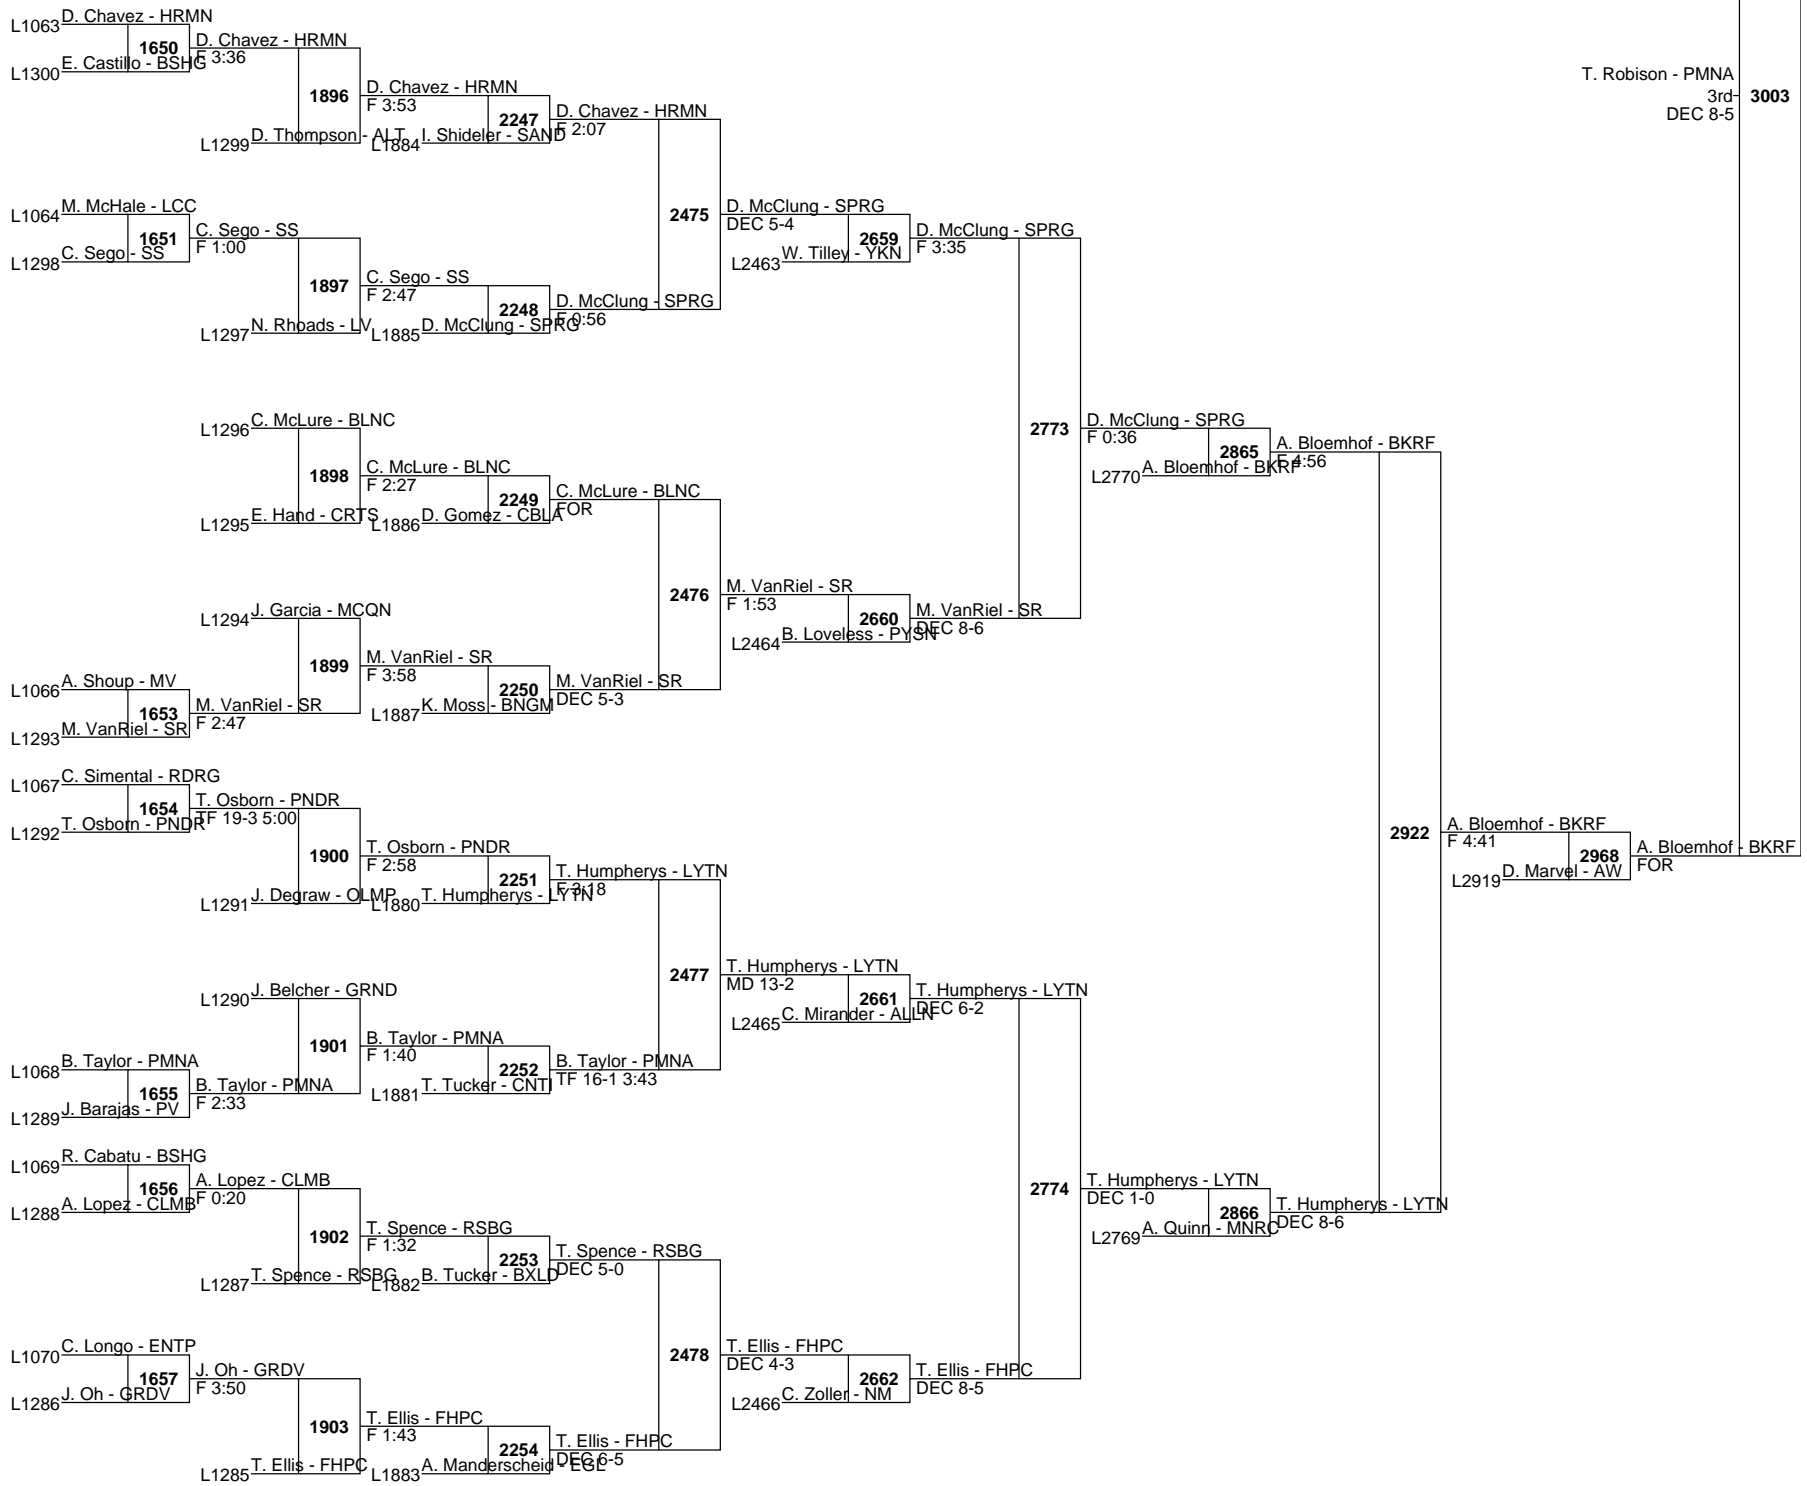 L1063 D. Chavez - HRMN
1650 D. Chavez - HRMN
F 3:36
L1300 E. Castillo - BSHG
1896 D. Chavez - HRMN
F 3:53
L1299 D. Thompson - ALT
2247 D. Chavez - HRMN
F 2:07
L1884 I. Shideler - SAND
T. Robison - PMNA
3rd 3003
DEC 8-5
L1064 M. McHale - LCC
1651 C. Sego - SS
F 1:00
L1298 C. Sego - SS
1897 C. Sego - SS
F 2:47
L1297 N. Rhoads - LV
2248 D. McClung - SPRG
F 0:56
L1885 D. McClung - SPRG
2475 D. McClung - SPRG
DEC 5-4
2659 D. McClung - SPRG
F 3:35
L2463 W. Tilley - YKN
L1296 C. McLure - BLNC
1898 C. McLure - BLNC
F 2:27
L1295 E. Hand - CRTS
2249 C. McLure - BLNC
FOR
L1886 D. Gomez - CBLA
2773 D. McClung - SPRG
F 0:36
2865 A. Bloemhof - BKRF
F 4:56
L2770 A. Bloemhof - BKRF
L1294 J. Garcia - MCQN
1899 M. VanRiel - SR
F 3:58
L1066 A. Shoup - MV
1653 M. VanRiel - SR
F 2:47
L1293 M. VanRiel - SR
2250 M. VanRiel - SR
DEC 5-3
L1887 K. Moss - BNGM
2476 M. VanRiel - SR
F 1:53
2660 M. VanRiel - SR
DEC 8-6
L2464 B. Loveless - PYSN
L1067 C. Simental - RDRG
1654 T. Osborn - PNDR
TF 19-3 5:00
L1292 T. Osborn - PNDR
1900 T. Osborn - PNDR
F 2:58
L1291 J. Degraw - OLMP
2251 T. Humpherys - LYTN
F 3:18
L1880 T. Humpherys - LYTN
2922 A. Bloemhof - BKRF
F 4:41
2968 A. Bloemhof - BKRF
FOR
L2919 D. Marvel - AW
L1290 J. Belcher - GRND
1901 B. Taylor - PMNA
F 1:40
L1068 B. Taylor - PMNA
1655 B. Taylor - PMNA
F 2:33
L1289 J. Barajas - PV
2252 B. Taylor - PMNA
TF 16-1 3:43
L1881 T. Tucker - CNTI
2477 T. Humpherys - LYTN
MD 13-2
2661 T. Humpherys - LYTN
DEC 6-2
L2465 C. Mirander - ALLN
L1069 R. Cabatu - BSHG
1656 A. Lopez - CLMB
F 0:20
L1288 A. Lopez - CLMB
1902 T. Spence - RSBG
F 1:32
L1287 T. Spence - RSBG
2253 T. Spence - RSBG
DEC 5-0
L1882 B. Tucker - BXLD
2774 T. Humpherys - LYTN
DEC 1-0
2866 T. Humpherys - LYTN
DEC 8-6
L2769 A. Quinn - MNRC
L1070 C. Longo - ENTP
1657 J. Oh - GRDV
F 3:50
L1286 J. Oh - GRDV
1903 T. Ellis - FHPC
F 1:43
L1285 T. Ellis - FHPC
2254 T. Ellis - FHPC
DEC 6-5
L1883 A. Manderscheid - EGL
2478 T. Ellis - FHPC
DEC 4-3
2662 T. Ellis - FHPC
DEC 8-5
L2466 C. Zoller - NM